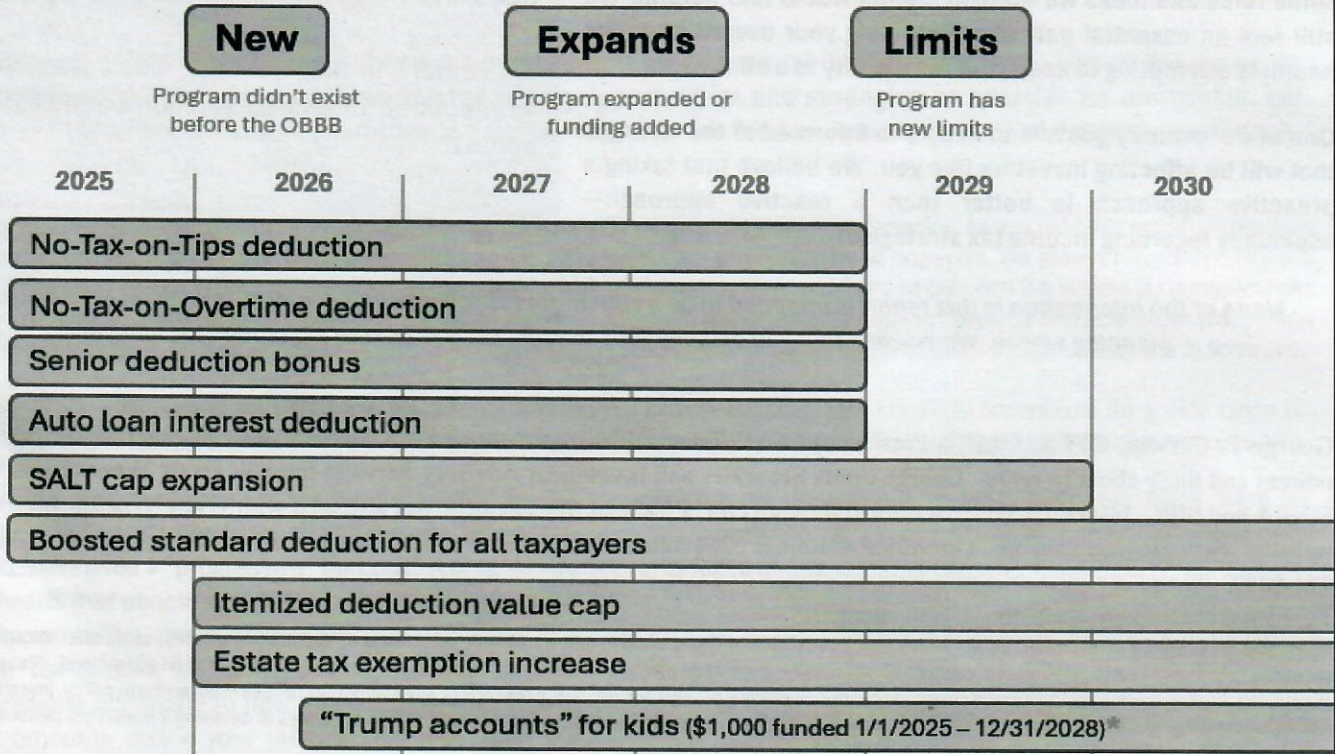 New
Expands
Limits
Program didn't exist
before the OBBB
Program expanded or
funding added
Program has
new limits
2025 2026 2027 2028 2029 2030
No-Tax-on-Tips deduction
No-Tax-on-Overtime deduction
Senior deduction bonus
Auto loan interest deduction
SALT cap expansion
Boosted standard deduction for all taxpayers
Itemized deduction value cap
Estate tax exemption increase
“Trump accounts” for kids ($1,000 funded 1/1/2025 – 12/31/2028)*